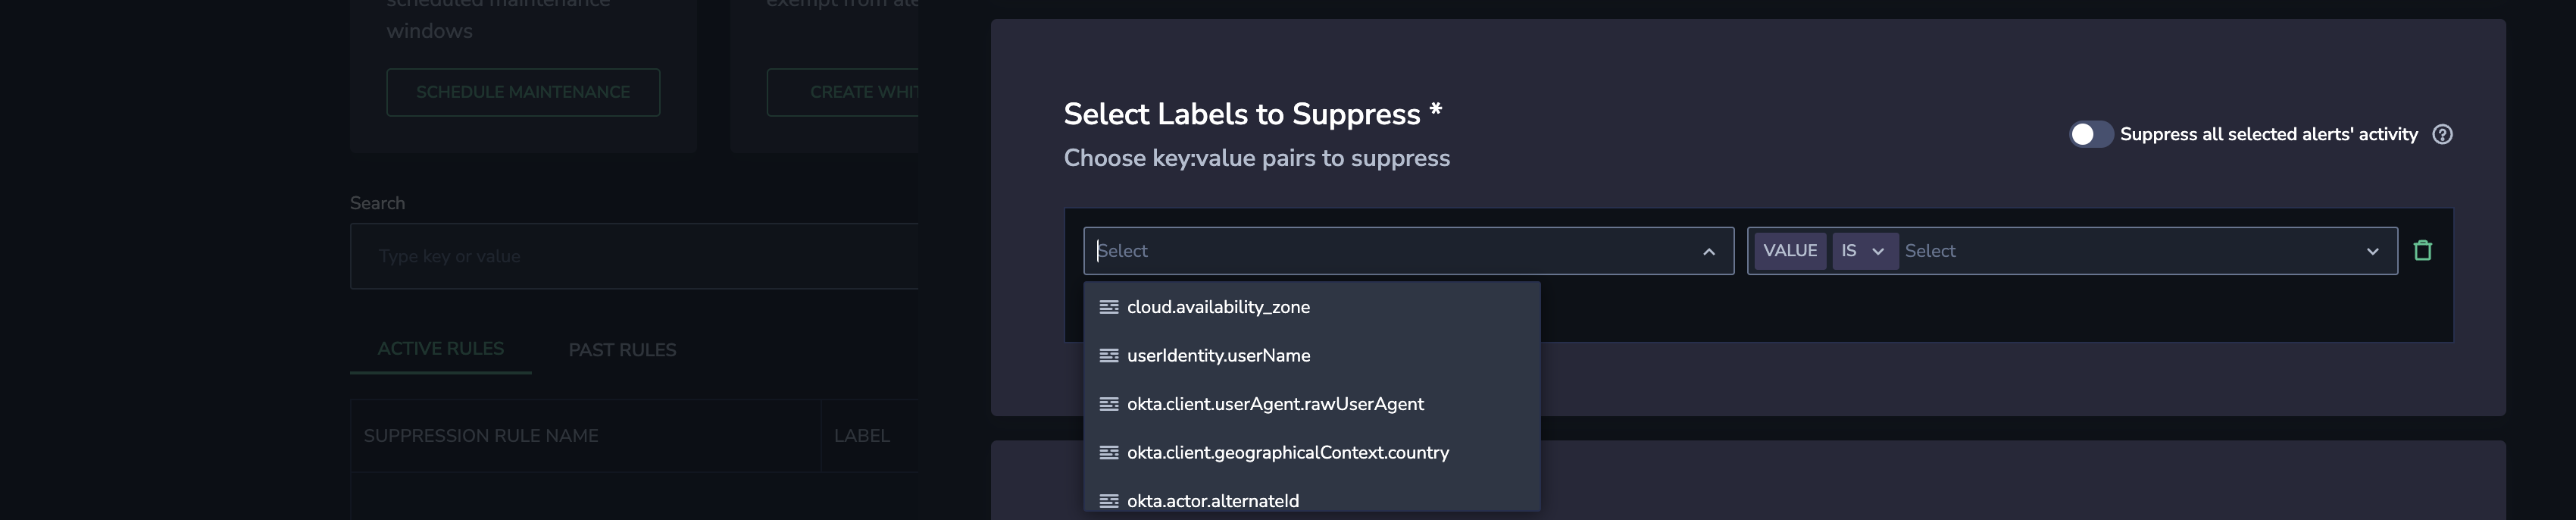 scheduled maintenance
windows
SCHEDULE MAINTENANCE
exempt from ale
CREATE WHIT
Search
Type key or value
ACTIVE RULES
PAST RULES
SUPPRESSION RULE NAME
LABEL
Select Labels to Suppress *
Choose key:value pairs to suppress
Suppress all selected alerts' activity
Select
VALUE IS Select
cloud.availability_zone
userIdentity.userName
okta.client.userAgent.rawUserAgent
okta.client.geographicalContext.country
okta.actor.alternateId